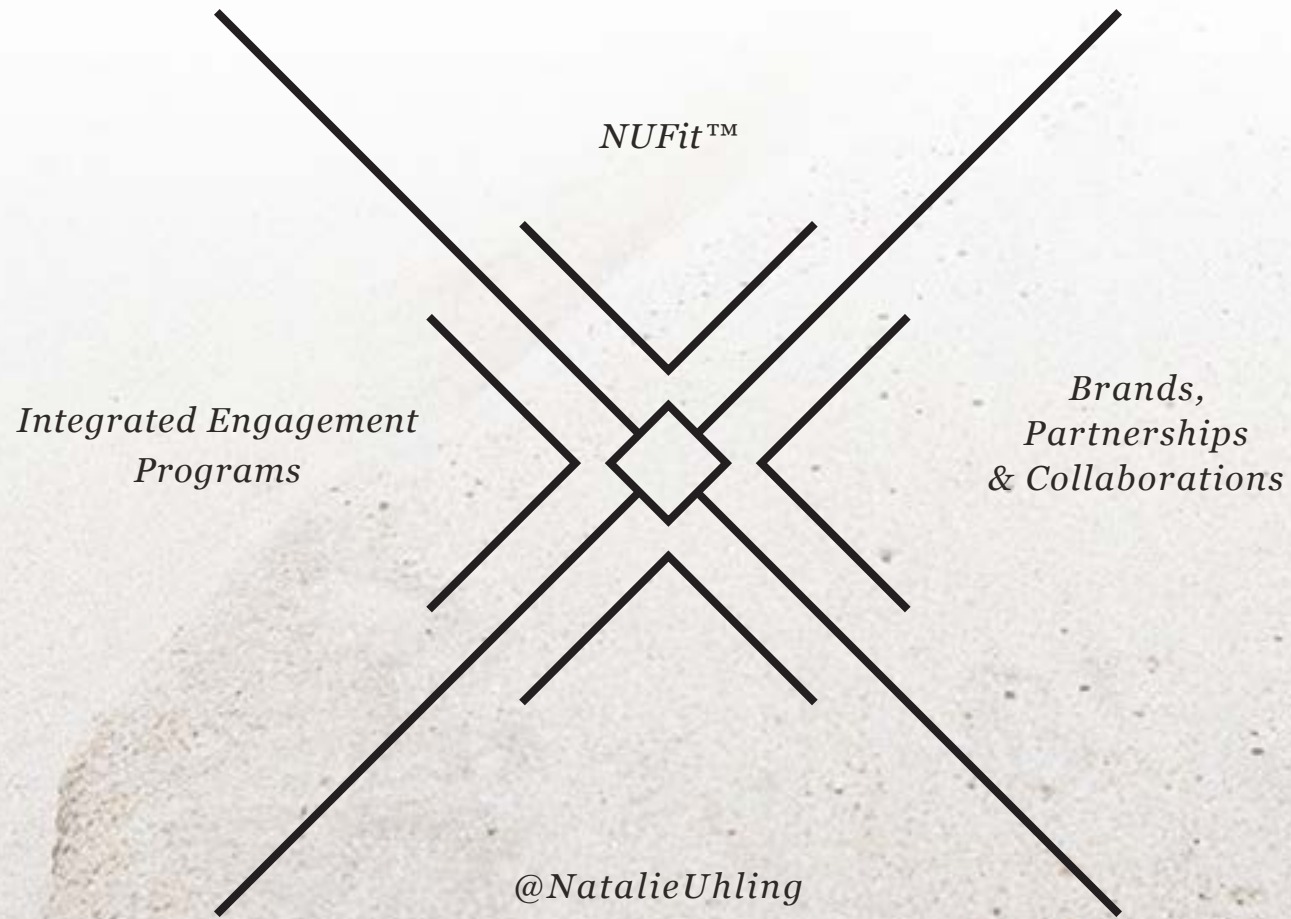 NUFit™
Integrated Engagement
Programs
Brands,
Partnerships
& Collaborations
@NatalieUhling